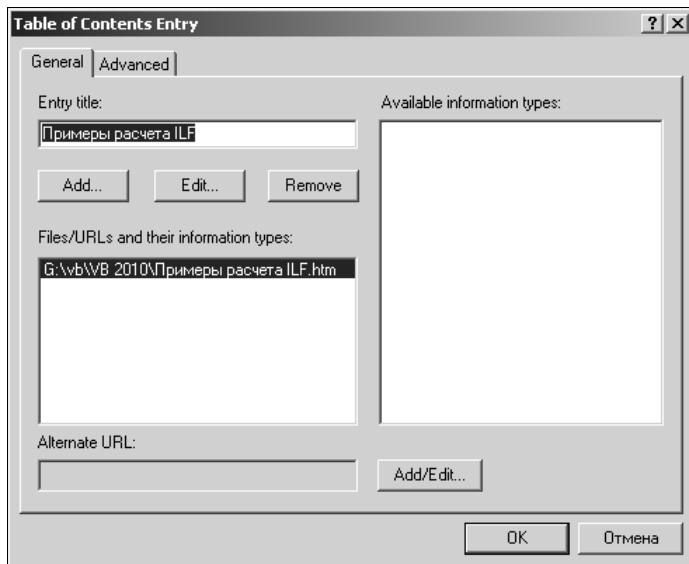 Table of Contents Entry
General Advanced
Entry title:
Available information types:
Примеры расчета ILF
Add... Edit... Remove
Files/URLs and their information types:
G:\vb\VB 2010\Примеры расчета ILF.htm
Alternate URL:
Add/Edit...
OK Отмена